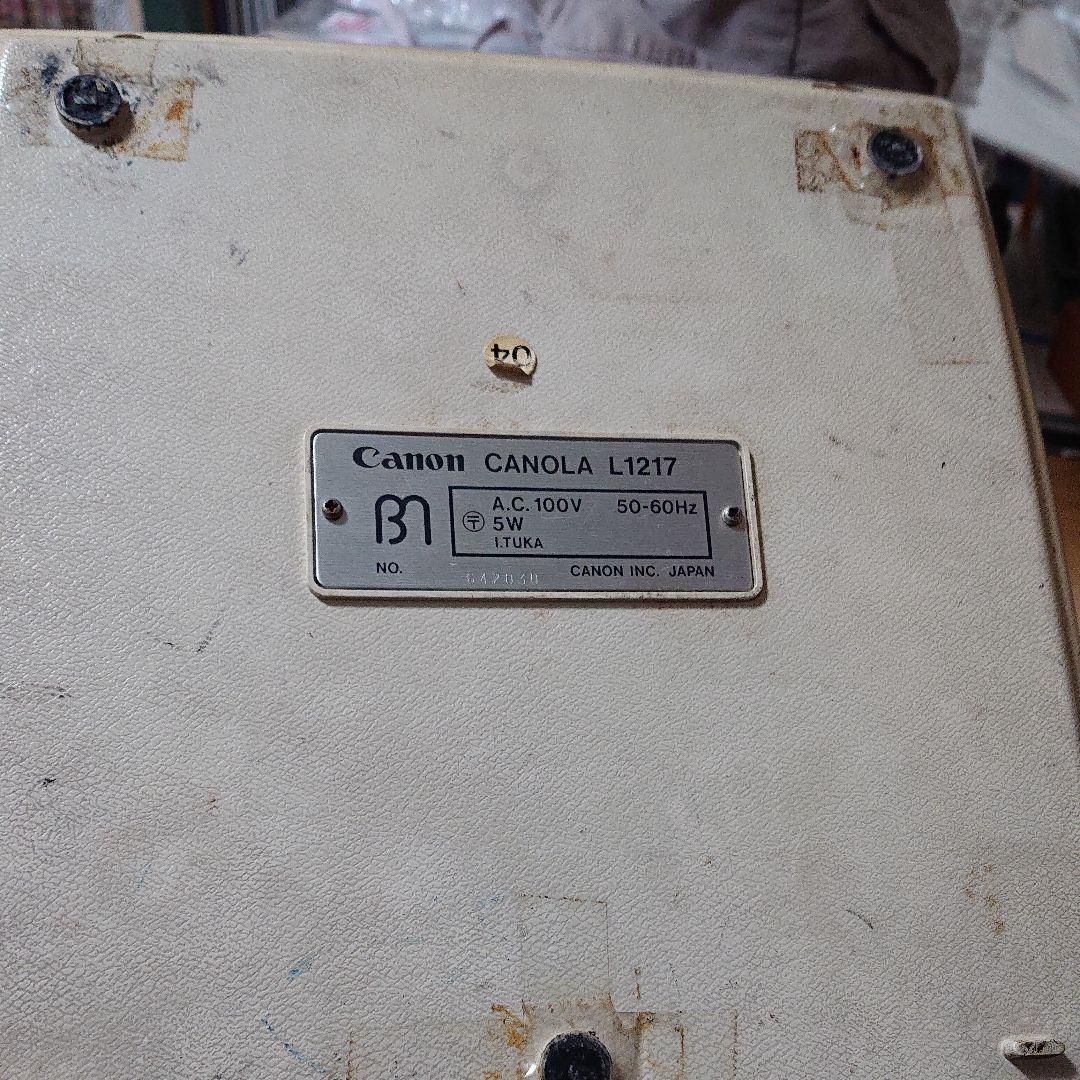 04
Canon CANOLA L1217
A.C. 100V 50-60Hz
〒 5W
I.TUKA
NO. CANON INC. JAPAN